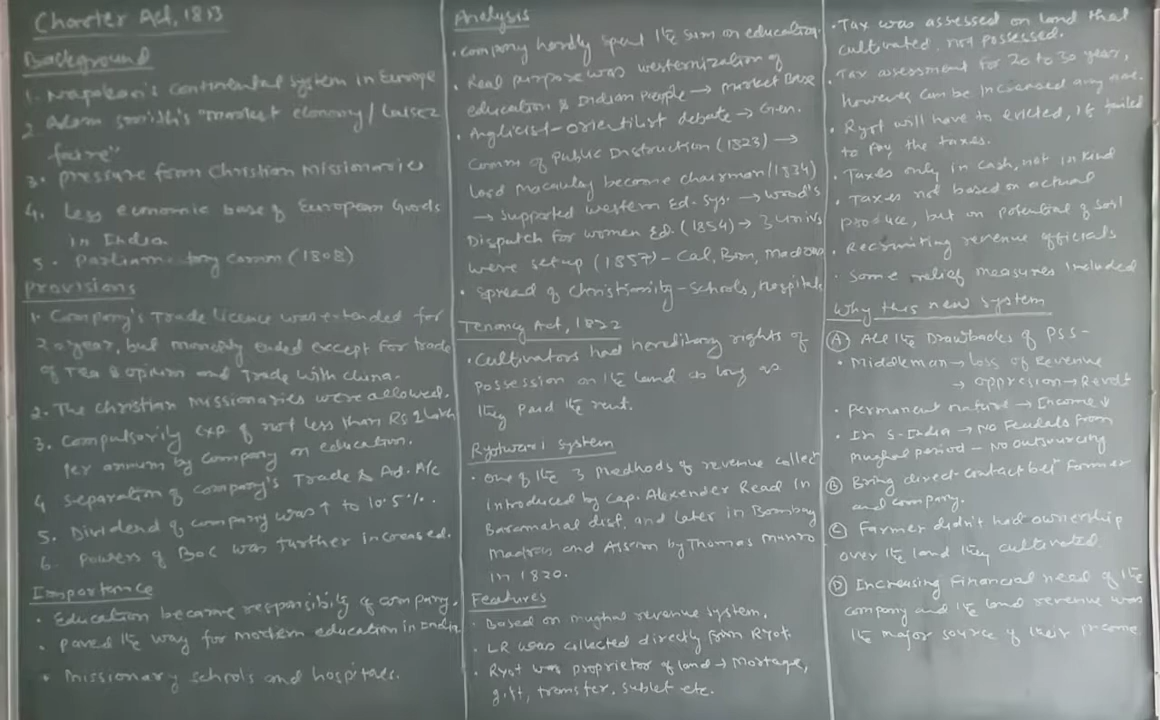 Charter Act, 1813
Background
1. Napoleon's continental system in Europe
2. Adam smith's "market economy / Laisez
faire"
3. Pressure from Christian Missionaries
4. Less economic base of European Goods
in India
5. Parliamentory comm (1808)
Provisions
1. Company's Trade licence was extended for
20 year, but monoply ended except for trade
of Tea & opium and Trade with China.
2. The christian missionaries were allowed.
3. Compulsorily exp of not less than Rs 1 Lakh
Per annum by company on education.
4 Separation of company's Trade & Ad. A/c
5. Dividend of company was ↑ to 10.5%.
6. Powers of BoC was further increased.
Importance
• Education became responsibilty of company.
• Paved the way for modern education in India
• Missionary schools and hospitals.
Analysis
• Company hardly spent the sum on education.
• Real purpose was westernization of
education & Indian People → market base
• Anglicist-orientilist debate → Gen.
Comm of Public Instruction (1823) →
Lord Macaulay become chairman (1834)
→ Supported western Ed. Sys. → Wood's
Dispatch for women Ed. (1854) → 3 Univs
were setup (1857) - Cal, Bom, Madras
• Spread of Christianity - Schools, Hospitals
Tenancy Act, 1822
• Cultivators had hereditary rights of
possession on the land as long as
they paid the rent.
Ryotwari system
• One of the 3 methods of revenue collect
introduced by Cap. Alexender Read in
Baramahal dist. and later in Bombay
Madras and Assam by Thomas Munro
in 1820.
Features
• Based on mughal revenue system.
• LR was collected directly from Ryot.
• Ryot was proprietor of land → Mortage,
gift, transfer, sublet etc.
• Tax was assessed on land that
cultivated, not possessed.
• Tax assessment for 20 to 30 year,
however can be increased any
• Ryot will have to evicted, if failed
to pay the taxes.
• Taxes only in cash, not in kind
• Taxes not based on actual
Produce, but on potential of soil
• Recruiting revenue officials
• Some relief measures included
Why this new system
(A) All the Drawbacks of PSS-
• Middleman → loss of Revenue
→ oppresion → Revolt
• Permanent nature → Income ↓
• In S-India → No Feudals from
mughal period - No outsourcing
(B) Bring direct-contact bet Farmer
and company.
(C) Farmer didn't had ownership
over the land they cultivated.
(D) Increasing Financial need of the
company and the land revenue was
the major source of their income